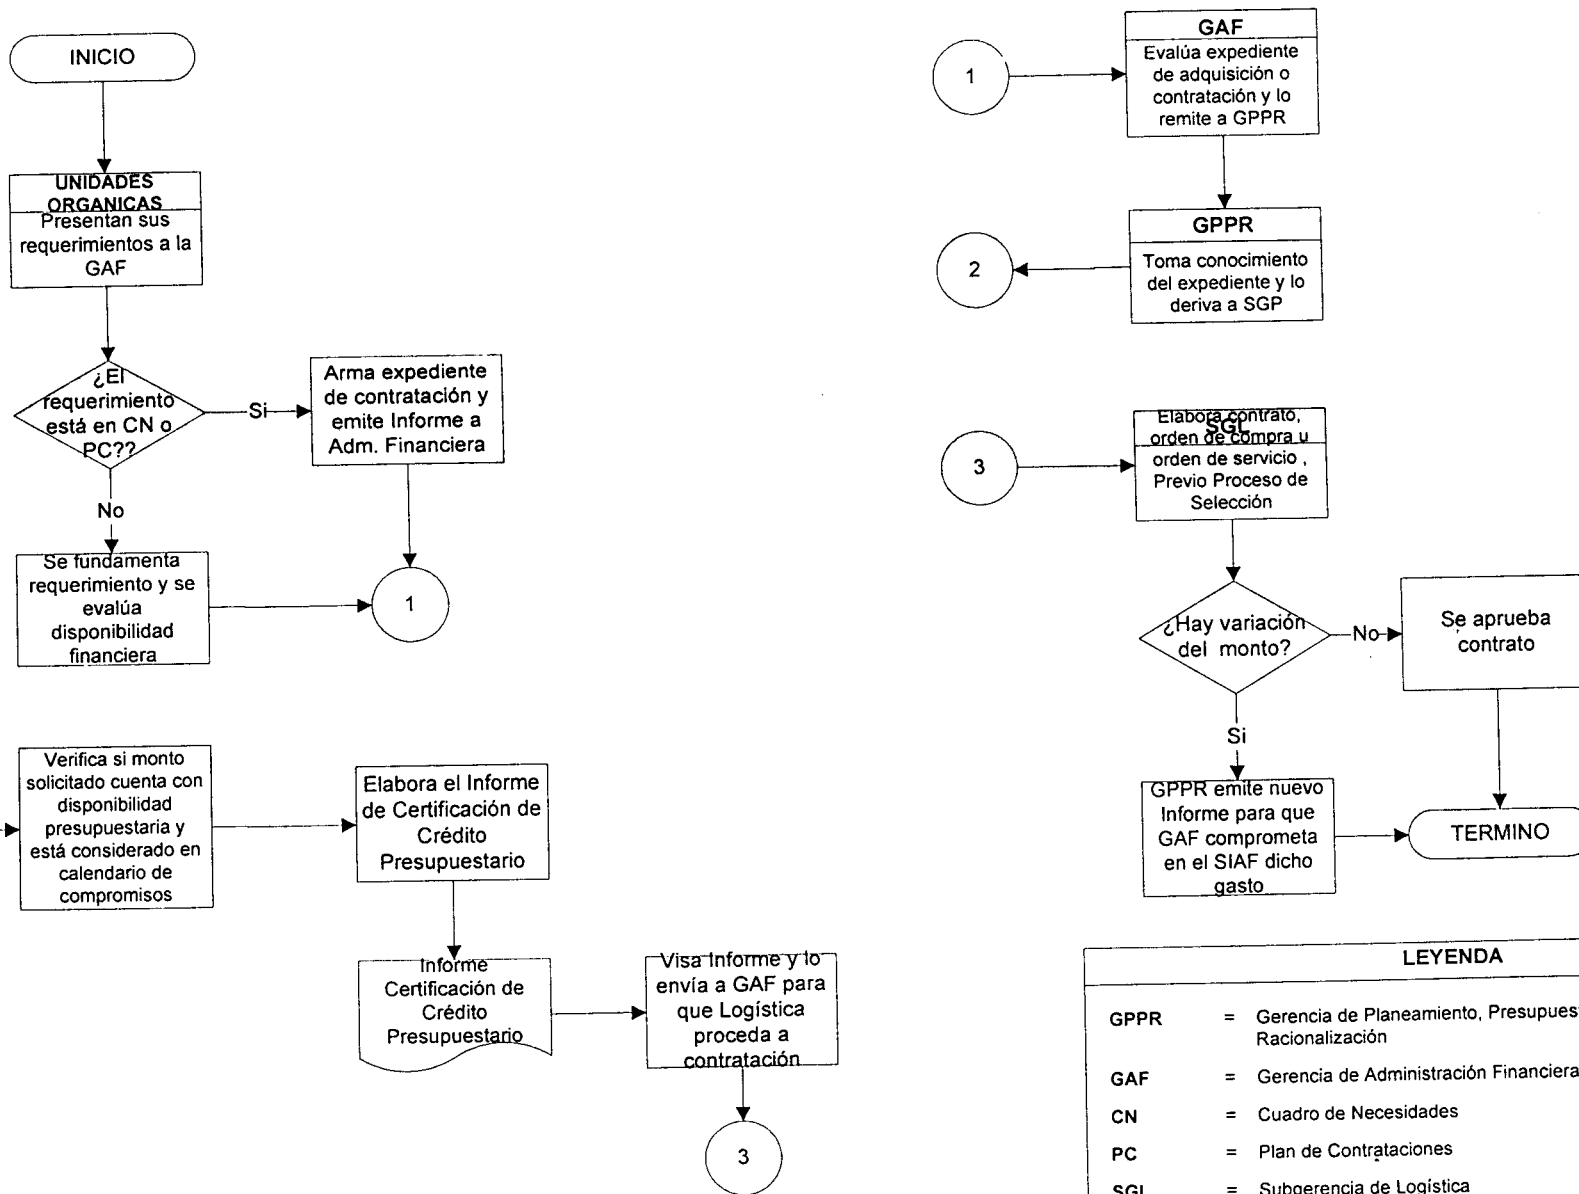 INICIO
UNIDADES
ORGANICAS
Presentan sus
requerimientos a la
GAF
¿El
requerimiento
está en CN o
PC??
Si
Arma expediente
de contratación y
emite Informe a
Adm. Financiera
No
Se fundamenta
requerimiento y se
evalúa
disponibilidad
financiera
1
Verifica si monto
solicitado cuenta con
disponibilidad
presupuestaria y
está considerado en
calendario de
compromisos
Elabora el Informe
de Certificación de
Crédito
Presupuestario
Informe
Certificación de
Crédito
Presupuestario
Visa Informe y lo
envía a GAF para
que Logística
proceda a
contratación
3
1
GAF
Evalúa expediente
de adquisición o
contratación y lo
remite a GPPR
GPPR
Toma conocimiento
del expediente y lo
deriva a SGP
2
3
SGL
Elabora contrato,
orden de compra u
orden de servicio ,
Previo Proceso de
Selección
¿Hay variación
del monto?
No
Se aprueba
contrato
Si
GPPR emite nuevo
Informe para que
GAF comprometa
en el SIAF dicho
gasto
TERMINO
LEYENDA
GPPR = Gerencia de Planeamiento, Presupues
Racionalización
GAF = Gerencia de Administración Financiera
CN = Cuadro de Necesidades
PC = Plan de Contrataciones
SGL = Subgerencia de Logística